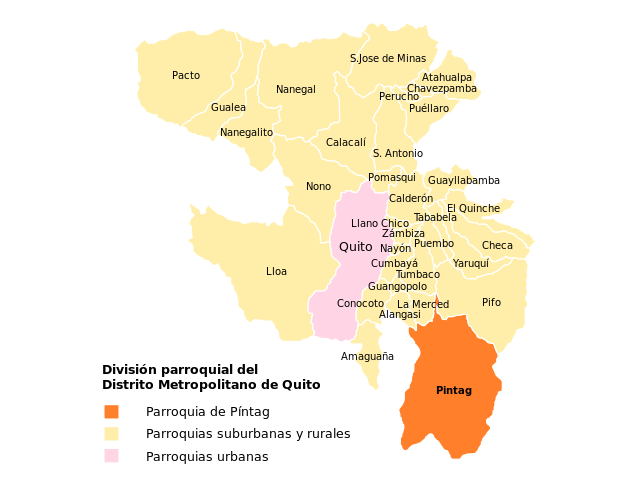 S.Jose de Minas
Pacto
Atahualpa
Nanegal
Chavezpamba
Perucho
Gualea
Puéllaro
Nanegalito
Calacalí
S. Antonio
Pomasqui
Guayllabamba
Nono
Calderón
El Quinche
Tababela
Llano Chico
Zámbiza
Puembo
Quito
Nayón
Checa
Cumbayá
Yaruquí
Lloa
Tumbaco
Guangopolo
Conocoto
La Merced
Pifo
Alangasi
Amaguaña
División parroquial del
Distrito Metropolitano de Quito
Pintag
Parroquia de Píntag
Parroquias suburbanas y rurales
Parroquias urbanas